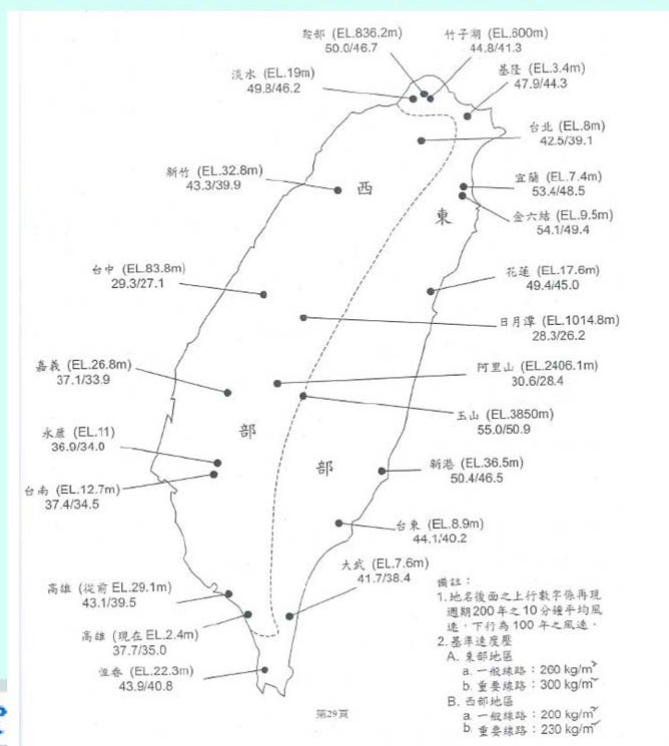 鞍部 (EL.836.2m)
50.0/46.7
竹子湖 (EL.600m)
44.8/41.3
淡水 (EL.19m)
49.8/46.2
基隆 (EL.3.4m)
47.9/44.3
台北 (EL.8m)
42.5/39.1
新竹 (EL.32.8m)
43.3/39.9
西
宜蘭 (EL.7.4m)
53.4/48.5
東
金六結 (EL.9.5m)
54.1/49.4
台中 (EL.83.8m)
29.3/27.1
花蓮 (EL.17.6m)
49.4/45.0
日月潭 (EL.1014.8m)
28.3/26.2
嘉義 (EL.26.8m)
37.1/33.9
阿里山 (EL.2406.1m)
30.6/28.4
玉山 (EL.3850m)
55.0/50.9
永康 (EL.11)
36.9/34.0
部
部
新港 (EL.36.5m)
50.4/46.5
台南 (EL.12.7m)
37.4/34.5
台東 (EL.8.9m)
44.1/40.2
大武 (EL.7.6m)
41.7/38.4
高雄 (從前 EL.29.1m)
43.1/39.5
高雄 (現在 EL.2.4m)
37.7/35.0
恆春 (EL.22.3m)
43.9/40.8
備註：
1.地名後面之上行數字係再現
週期200年之10分鐘平均風
速，下行為100年之風速。
2.基準速度壓
A. 東部地區
a. 一般線路：260 kg/m²
b. 重要線路：300 kg/m²
B. 西部地區
a. 一般線路：200 kg/m²
b. 重要線路：230 kg/m²
第29頁